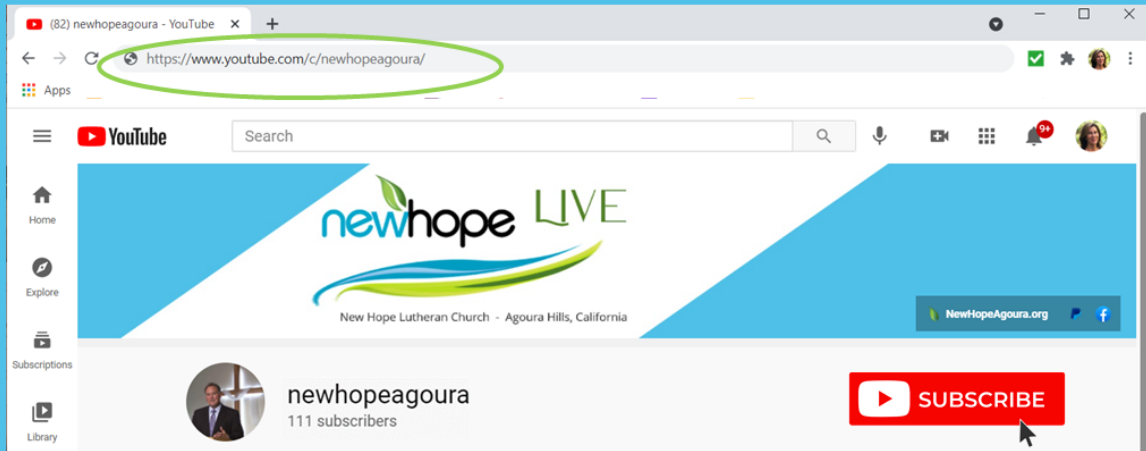 (82) newhopeagoura - YouTube
https://www.youtube.com/c/newhopeagoura/
Apps
YouTube
Search
9+
Home
Explore
Subscriptions
Library
newhope LIVE
New Hope Lutheran Church - Agoura Hills, California
NewHopeAgoura.org
newhopeagoura
111 subscribers
SUBSCRIBE